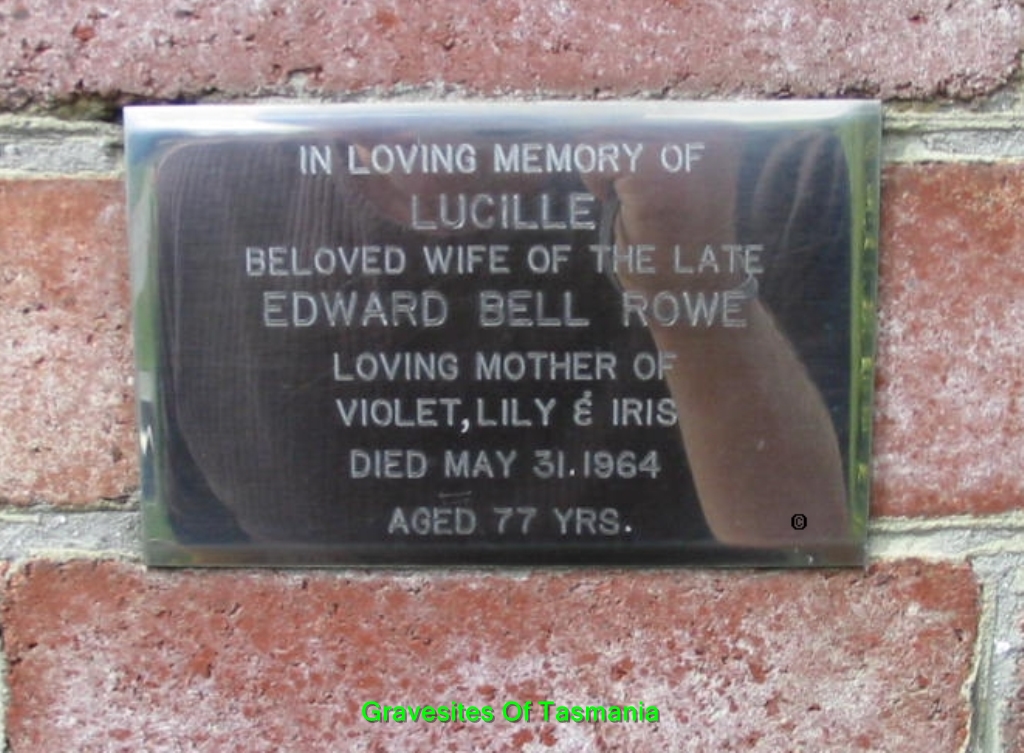 IN LOVING MEMORY OF
LUCILLE
BELOVED WIFE OF THE LATE
EDWARD BELL ROWE
LOVING MOTHER OF
VIOLET, LILY & IRIS
DIED MAY 31. 1964
AGED 77 YRS.
©
Gravesites Of Tasmania